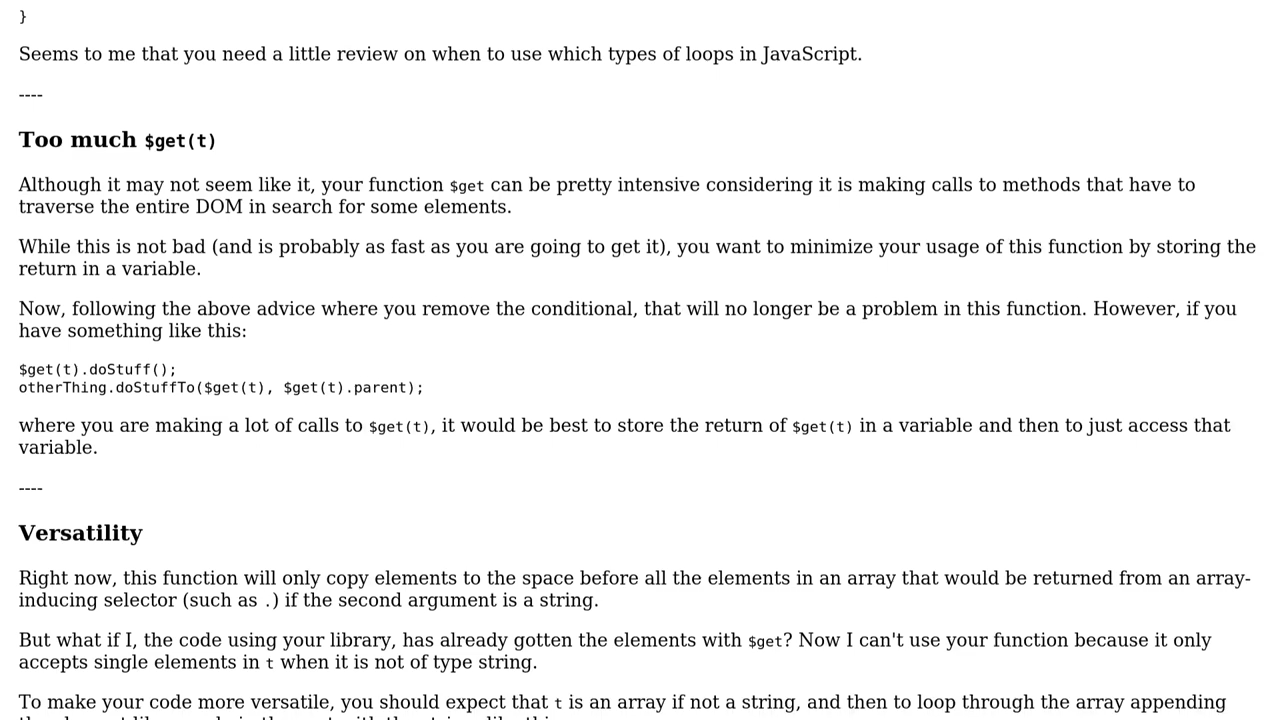 }
Seems to me that you need a little review on when to use which types of loops in JavaScript.
----
Too much $get(t)
Although it may not seem like it, your function $get can be pretty intensive considering it is making calls to methods that have to
traverse the entire DOM in search for some elements.
While this is not bad (and is probably as fast as you are going to get it), you want to minimize your usage of this function by storing the
return in a variable.
Now, following the above advice where you remove the conditional, that will no longer be a problem in this function. However, if you
have something like this:
$get(t).doStuff();
otherThing.doStuffTo($get(t), $get(t).parent);
where you are making a lot of calls to $get(t), it would be best to store the return of $get(t) in a variable and then to just access that
variable.
----
Versatility
Right now, this function will only copy elements to the space before all the elements in an array that would be returned from an array-
inducing selector (such as .) if the second argument is a string.
But what if I, the code using your library, has already gotten the elements with $get? Now I can't use your function because it only
accepts single elements in t when it is not of type string.
To make your code more versatile, you should expect that t is an array if not a string, and then to loop through the array appending